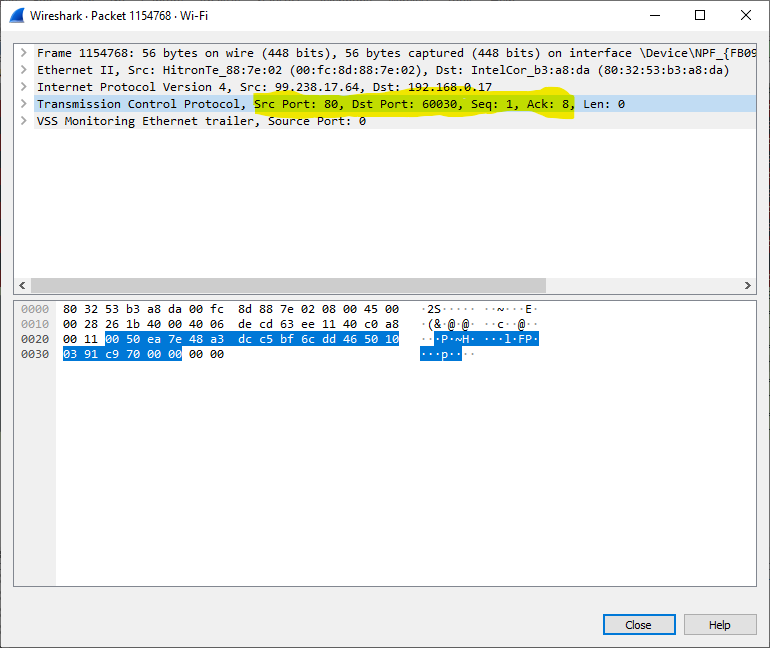 Wireshark · Packet 1154768 · Wi-Fi
Frame 1154768: 56 bytes on wire (448 bits), 56 bytes captured (448 bits) on interface \Device\NPF_{FB09
Ethernet II, Src: HitronTe_88:7e:02 (00:fc:8d:88:7e:02), Dst: IntelCor_b3:a8:da (80:32:53:b3:a8:da)
Internet Protocol Version 4, Src: 99.238.17.64, Dst: 192.168.0.17
Transmission Control Protocol, Src Port: 80, Dst Port: 60030, Seq: 1, Ack: 8, Len: 0
VSS Monitoring Ethernet trailer, Source Port: 0
0000 80 32 53 b3 a8 da 00 fc 8d 88 7e 02 08 00 45 00 ·2S····· ··~···E·
0010 00 28 26 1b 40 00 40 06 de cd 63 ee 11 40 c0 a8 ·(&·@·@· ··c··@··
0020 00 11 00 50 ea 7e 48 a3 dc c5 bf 6c dd 46 50 10 ···P·~H· ···l·FP·
0030 03 91 c9 70 00 00 00 00 ···p····
Close
Help